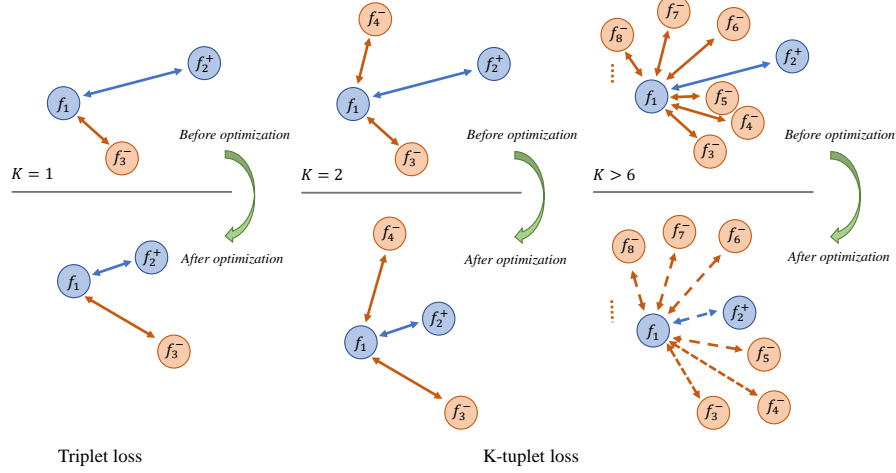 f₂⁺
f₁
f₃⁻
Before optimization
K = 1
f₂⁺
f₁
After optimization
f₃⁻
Triplet loss
f₄⁻
f₂⁺
f₁
f₃⁻
Before optimization
K = 2
f₄⁻
After optimization
f₂⁺
f₁
f₃⁻
f₇⁻
f₆⁻
f₈⁻
f₂⁺
f₁
f₅⁻
f₄⁻
f₃⁻
Before optimization
K > 6
f₈⁻
f₇⁻
f₆⁻
After optimization
f₂⁺
f₁
f₅⁻
f₃⁻
f₄⁻
K-tuplet loss